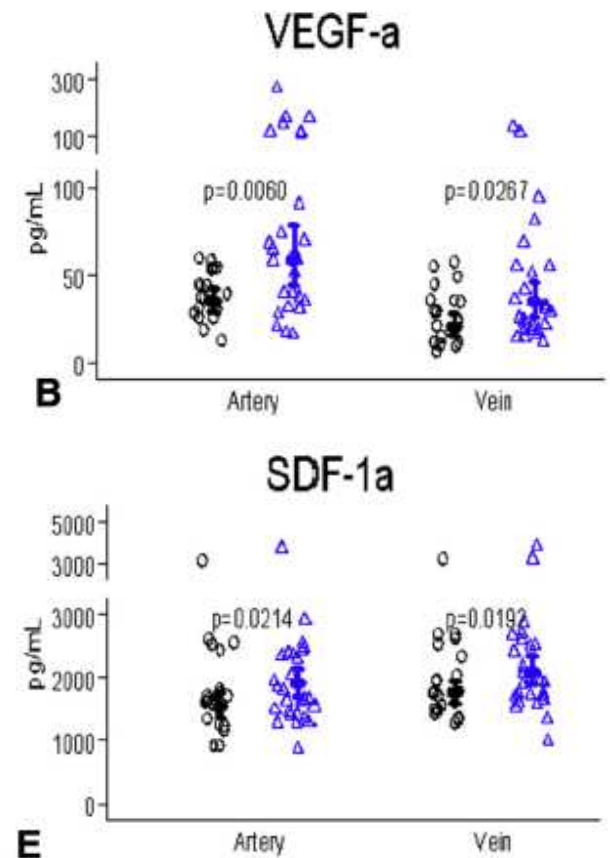 VEGF-a
300
100
100
p=0.0060 p=0.0267
pg/mL
50
0
B
Artery Vein
SDF-1a
5000
3000
3000
p=0.0214 p=0.0192
pg/mL
2000
1000
0
E
Artery Vein